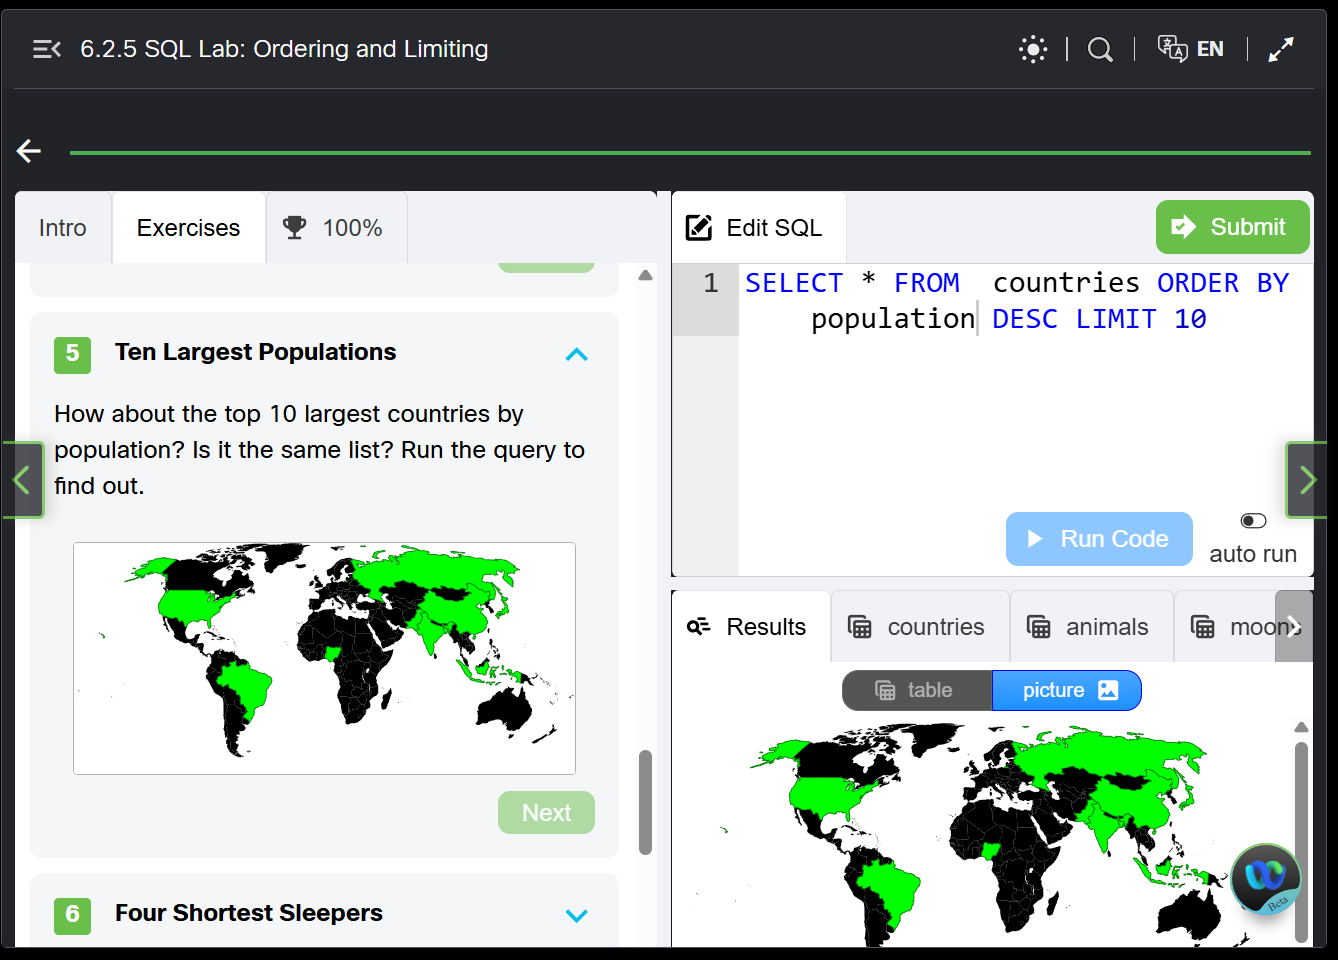 6.2.5 SQL Lab: Ordering and Limiting
EN
Intro
Exercises
100%
5
Ten Largest Populations
How about the top 10 largest countries by
population? Is it the same list? Run the query to
find out.
Next
6
Four Shortest Sleepers
Edit SQL
Submit
1
SELECT * FROM  countries ORDER BY
population DESC LIMIT 10
Run Code
auto run
Results
countries
animals
moons
table
picture
Beta